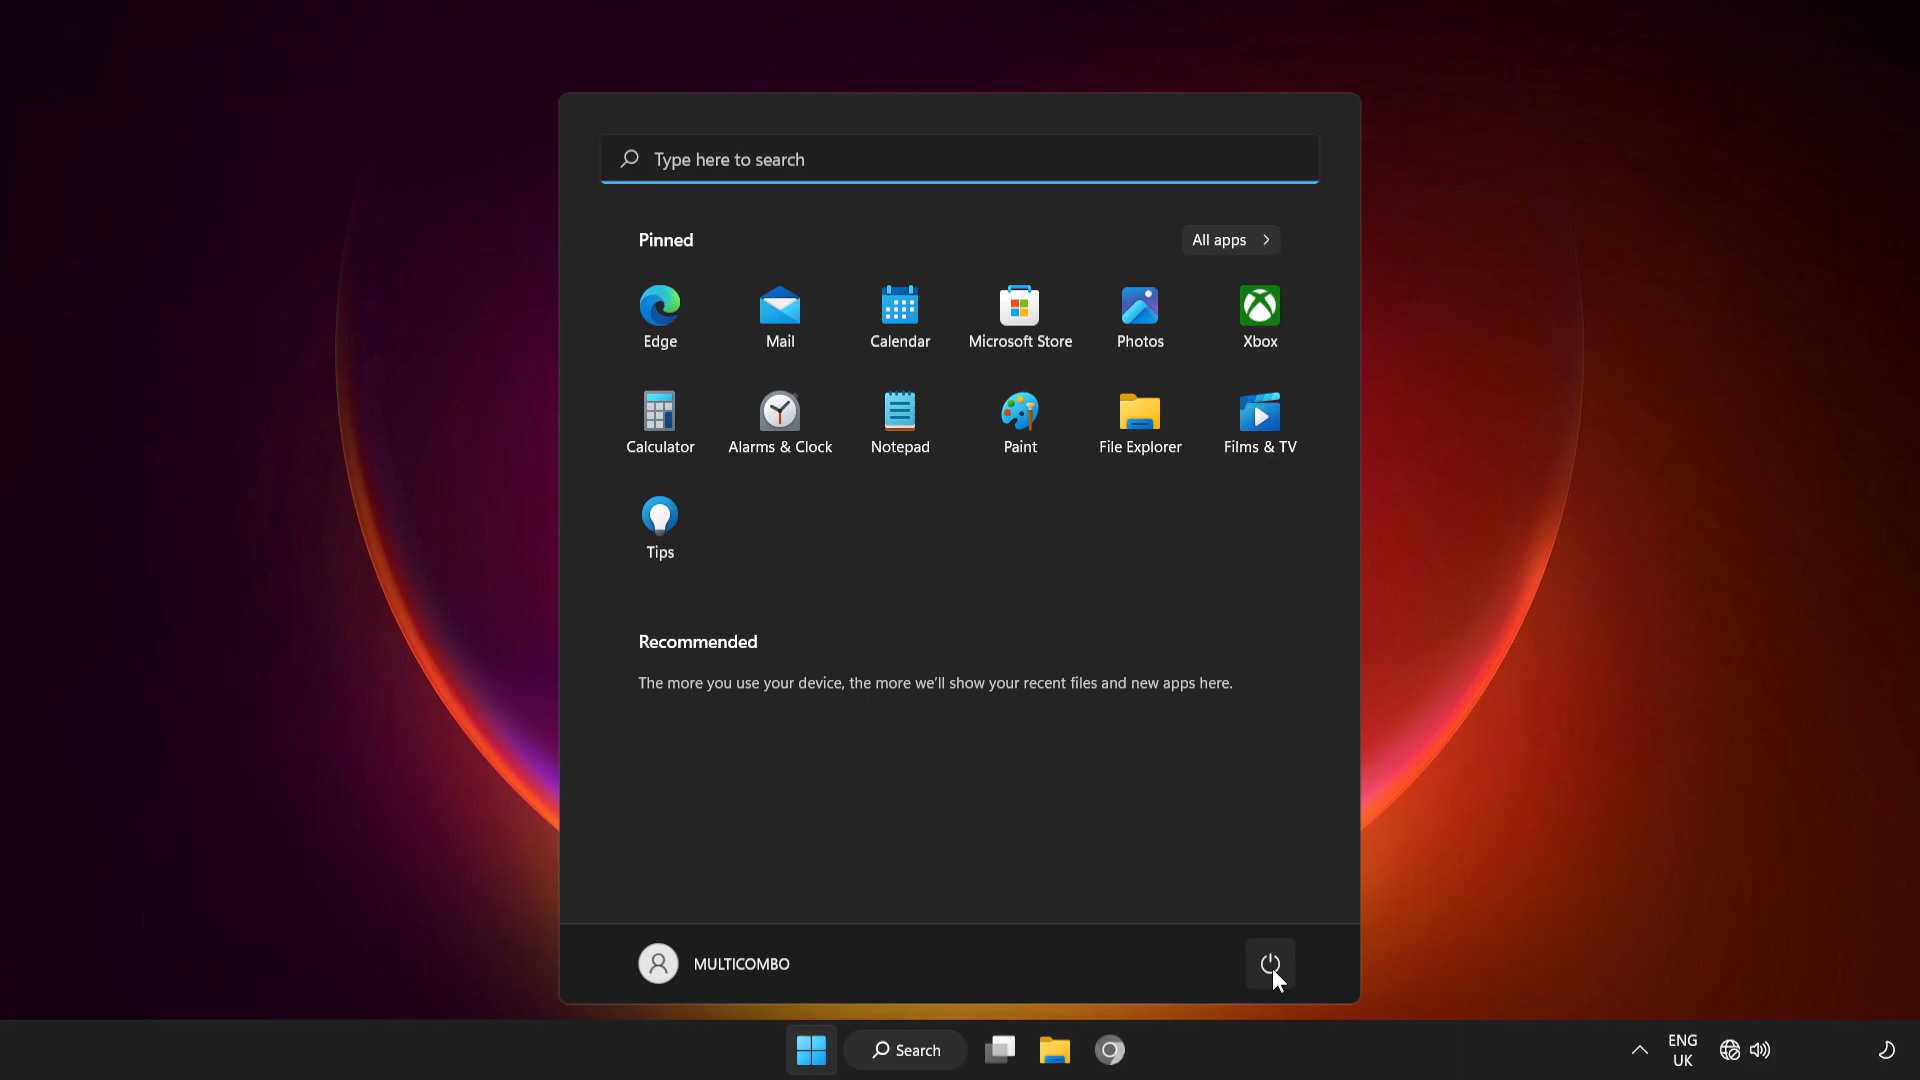 Type here to search
Pinned
All apps
Edge
Mail
Calendar
Microsoft Store
Photos
Xbox
Calculator
Alarms & Clock
Notepad
Paint
File Explorer
Films & TV
Tips
Recommended
The more you use your device, the more we’ll show your recent files and new apps here.
MULTICOMBO
Search
ENG
UK